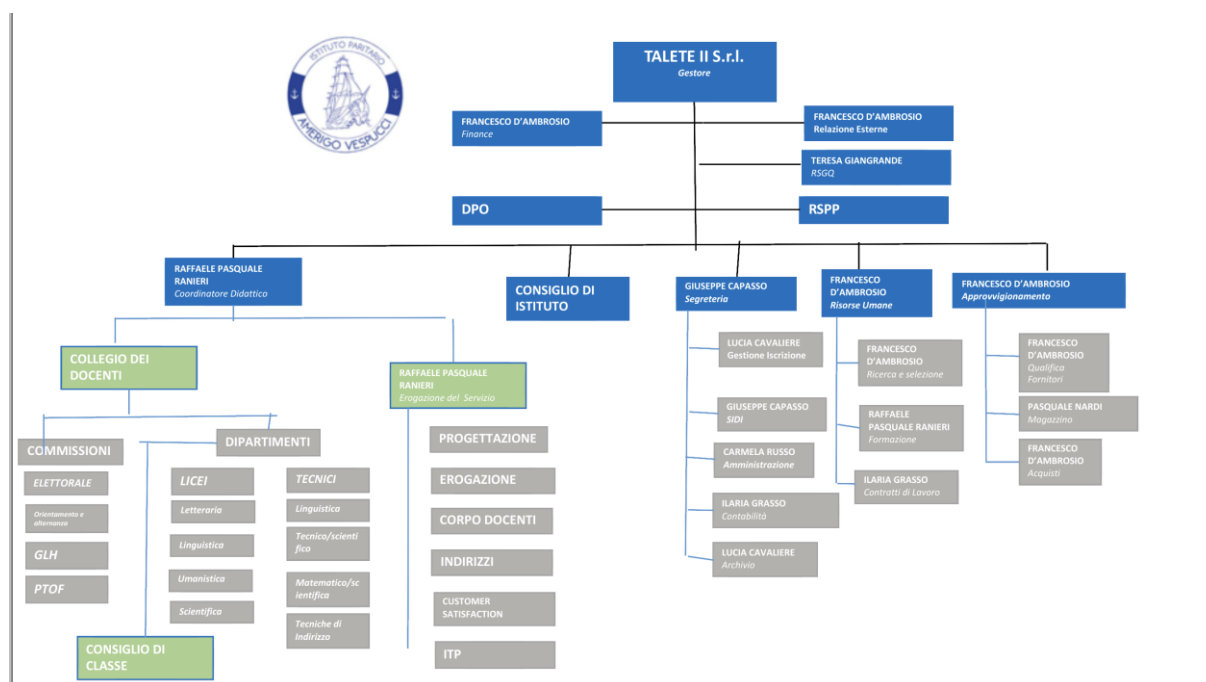 ISTITUTO PARITARIO
AMERIGO VESPUCCI
TALETE II S.r.l.
Gestore
FRANCESCO D'AMBROSIO
Finance
FRANCESCO D'AMBROSIO
Relazione Esterne
TERESA GIANGRANDE
RSGQ
DPO
RSPP
RAFFAELE PASQUALE
RANIERI
Coordinatore Didattico
CONSIGLIO DI
ISTITUTO
GIUSEPPE CAPASSO
Segreteria
FRANCESCO
D'AMBROSIO
Risorse Umane
FRANCESCO D'AMBROSIO
Approvvigionamento
COLLEGIO DEI
DOCENTI
RAFFAELE PASQUALE
RANIERI
Erogazione del Servizio
COMMISSIONI
ELETTORALE
Orientamento e
alternanza
GLH
PTOF
DIPARTIMENTI
LICEI
Letteraria
Linguistica
Umanistica
Scientifica
TECNICI
Linguistica
Tecnico/scienti
fico
Matematico/sc
ientifica
Tecniche di
Indirizzo
CONSIGLIO DI
CLASSE
PROGETTAZIONE
EROGAZIONE
CORPO DOCENTI
INDIRIZZI
CUSTOMER
SATISFACTION
ITP
LUCIA CAVALIERE
Gestione Iscrizione
GIUSEPPE CAPASSO
SIDI
CARMELA RUSSO
Amministrazione
ILARIA GRASSO
Contabilità
LUCIA CAVALIERE
Archivio
FRANCESCO
D'AMBROSIO
Ricerca e selezione
RAFFAELE
PASQUALE RANIERI
Formazione
ILARIA GRASSO
Contratti di Lavoro
FRANCESCO
D'AMBROSIO
Qualifica
Fornitori
PASQUALE NARDI
Magazzino
FRANCESCO
D'AMBROSIO
Acquisti